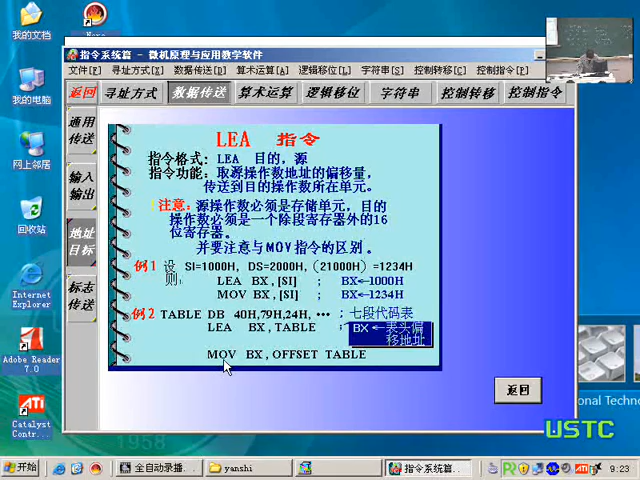 我的文档
Nero
我的电脑
网上邻居
回收站
Internet
Explorer
Adobe Reader
7.0
Catalyst
Contr...
指令系统篇 - 微机原理与应用教学软件
文件[F] 寻址方式[X] 数据传送[D] 算术运算[A] 逻辑移位[L] 字符串[S] 控制转移[C] 控制指令[P]
返回 寻址方式 数据传送 算术运算 逻辑移位 字符串 控制转移 控制指令
通用
传送
输入
输出
地址
目标
标志
传送
LEA 指令
指令格式: LEA 目的, 源
指令功能: 取源操作数地址的偏移量,
传送到目的操作数所在单元。
注意: 源操作数必须是存储单元, 目的
操作数必须是一个除段寄存器外的16
位寄存器。
并要注意与MOV指令的区别。
例1 设 SI=1000H, DS=2000H, (21000H) =1234H
则: LEA BX,[SI] ; BX←1000H
MOV BX,[SI] ; BX←1234H
例2 TABLE DB 40H,79H,24H, ••• ; 七段代码表
LEA BX, TABLE ; BX ←表头偏
移地址
MOV BX, OFFSET TABLE
返回
onal Techno
USTC
1958
开始
全自动录播...
yanshi
指令系统篇...
9:23